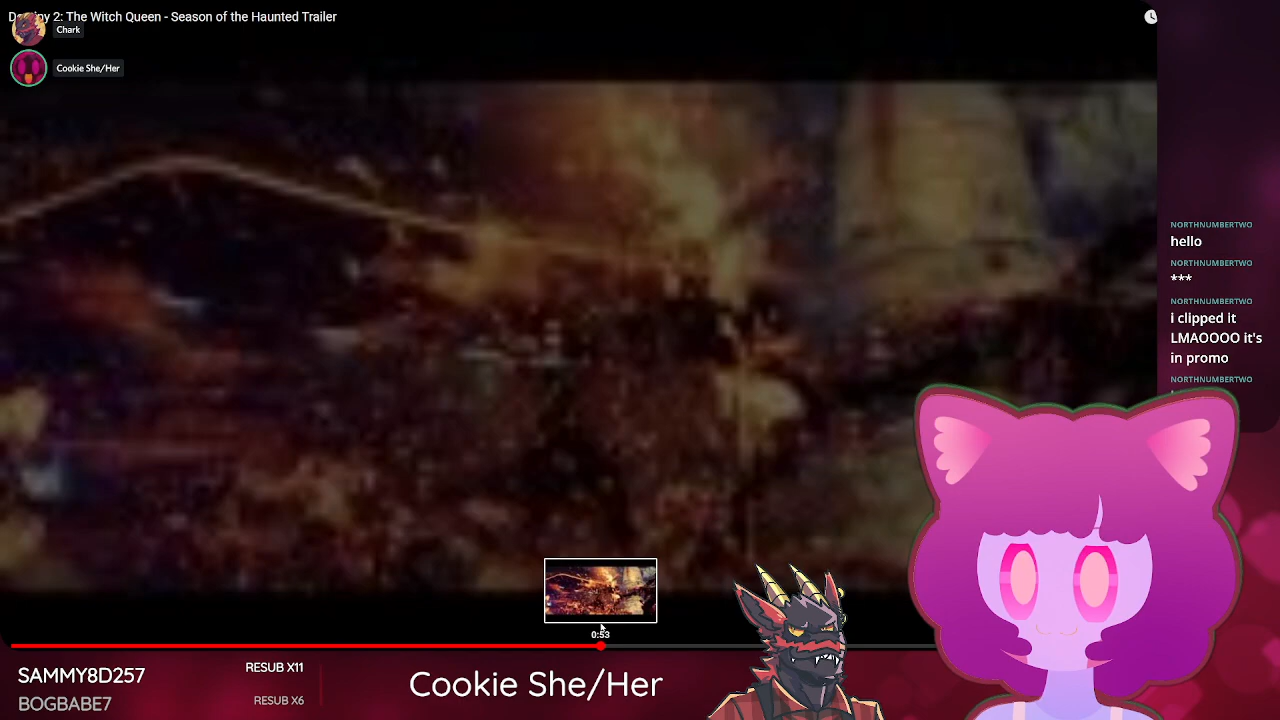 Destiny 2: The Witch Queen - Season of the Haunted Trailer
Chark
Cookie She/Her
NORTHNUMBERTWO
hello
NORTHNUMBERTWO
***
NORTHNUMBERTWO
i clipped it
LMAOOOO it's
in promo
NORTHNUMBERTWO
0:53
SAMMY8D257
RESUB X11
BOGBABE7
RESUB X6
Cookie She/Her